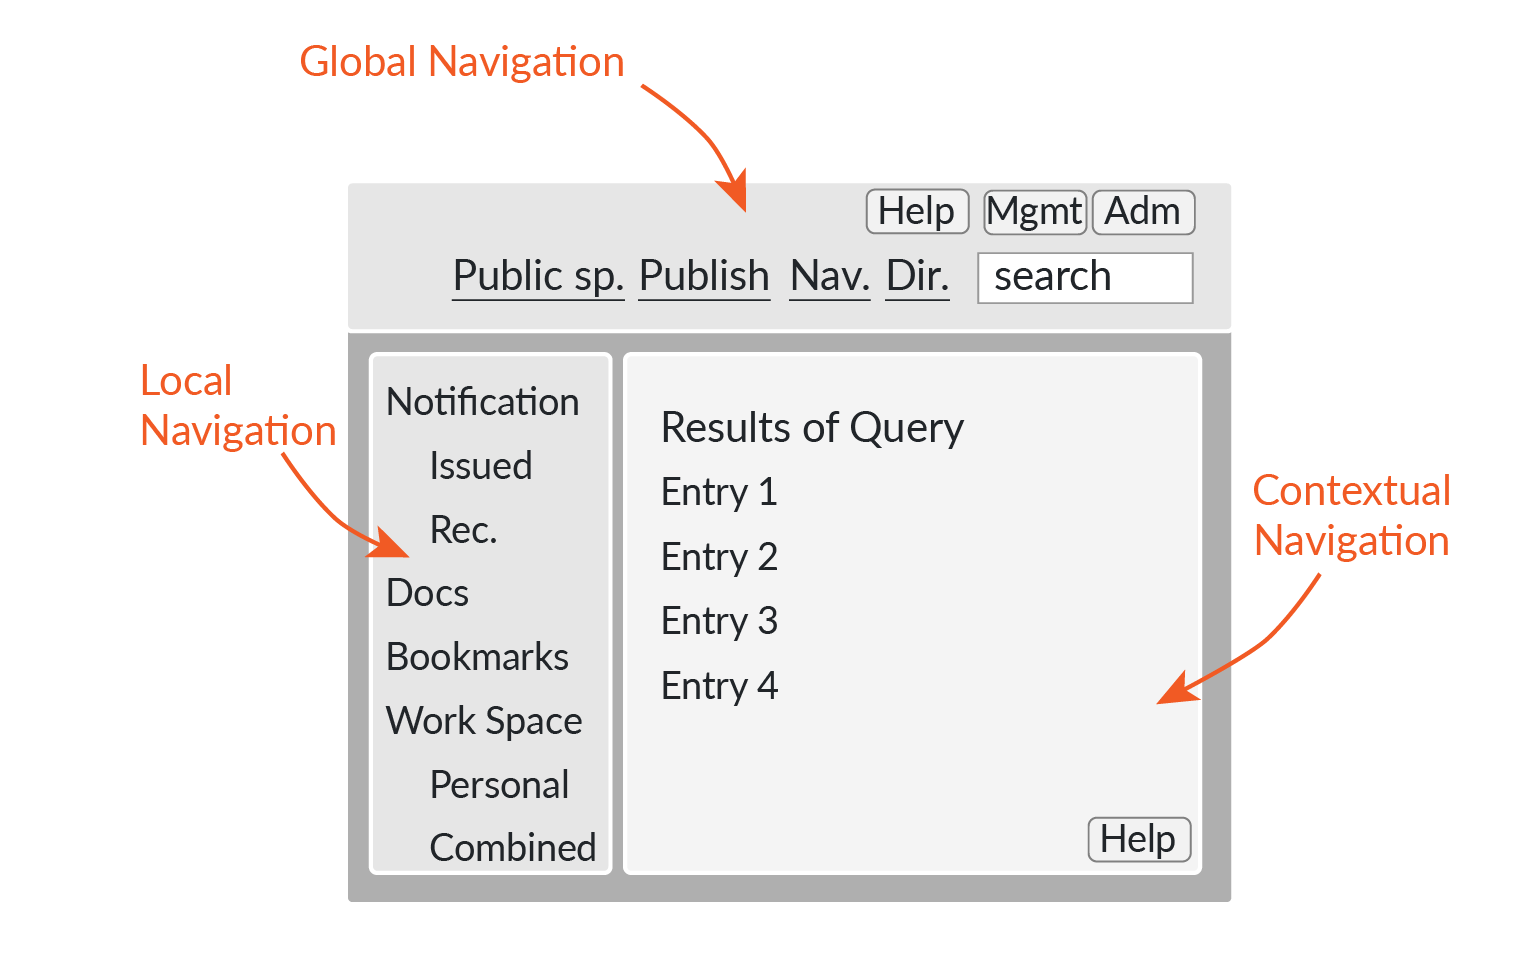 Global Navigation
Help Mgmt Adm
Public sp. Publish Nav. Dir. search
Local
Navigation
Notification
Issued
Rec.
Docs
Bookmarks
Work Space
Personal
Combined
Results of Query
Entry 1
Entry 2
Entry 3
Entry 4
Help
Contextual
Navigation